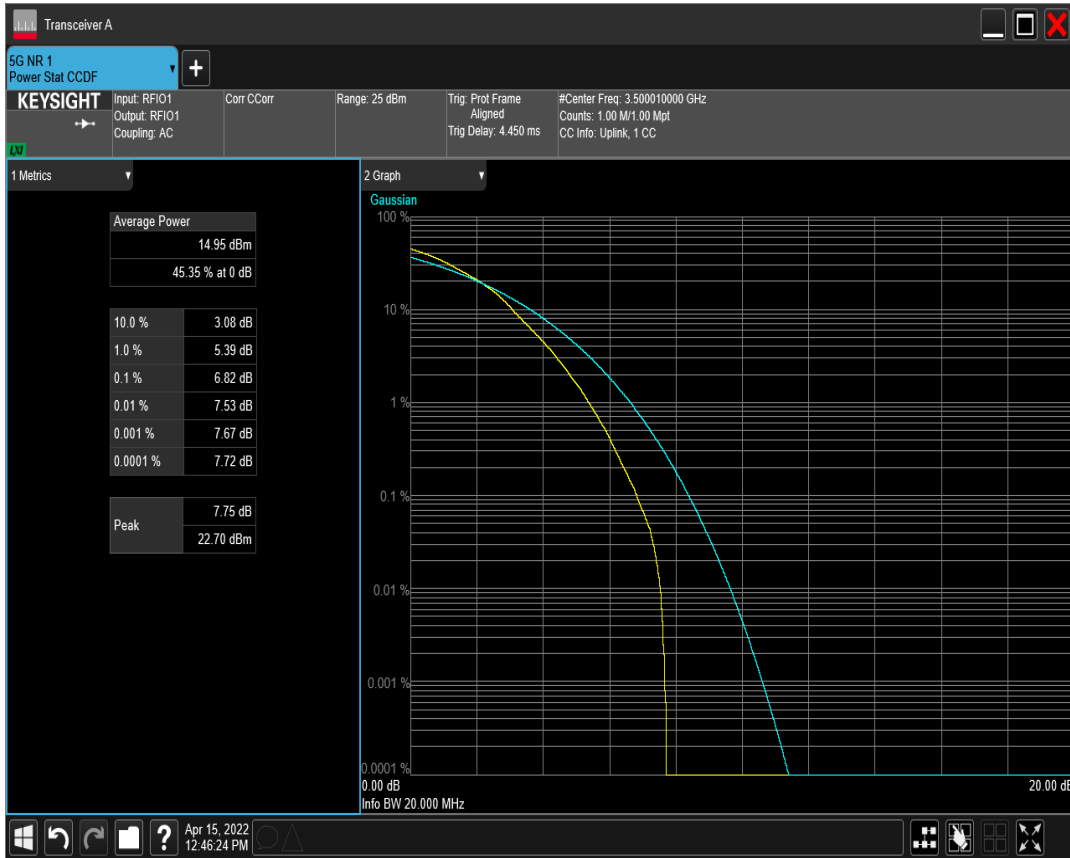 Transceiver A
5G NR 1
Power Stat CCDF
+
KEYSIGHT
LXI
Input: RFIO1
Output: RFIO1
Coupling: AC
Corr CCorr
Range: 25 dBm
Trig: Prot Frame
Aligned
Trig Delay: 4.450 ms
#Center Freq: 3.500010000 GHz
Counts: 1.00 M/1.00 Mpt
CC Info: Uplink, 1 CC
1 Metrics
Average Power
14.95 dBm
45.35 % at 0 dB
10.0 % 3.08 dB
1.0 % 5.39 dB
0.1 % 6.82 dB
0.01 % 7.53 dB
0.001 % 7.67 dB
0.0001 % 7.72 dB
Peak
7.75 dB
22.70 dBm
2 Graph
Gaussian
100 %
10 %
1 %
0.1 %
0.01 %
0.001 %
0.0001 %
0.00 dB 20.00 dB
Info BW 20.000 MHz
?
Apr 15, 2022
12:46:24 PM